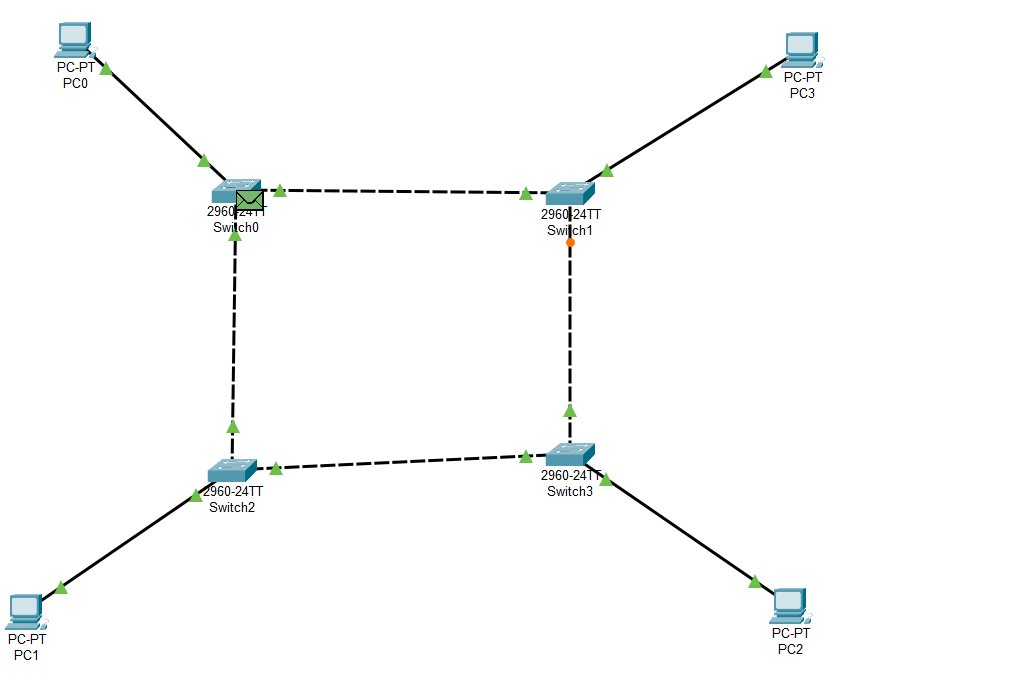 PC-PT
PC0
PC-PT
PC3
2960-24TT
Switch0
2960-24TT
Switch1
2960-24TT
Switch2
2960-24TT
Switch3
PC-PT
PC1
PC-PT
PC2